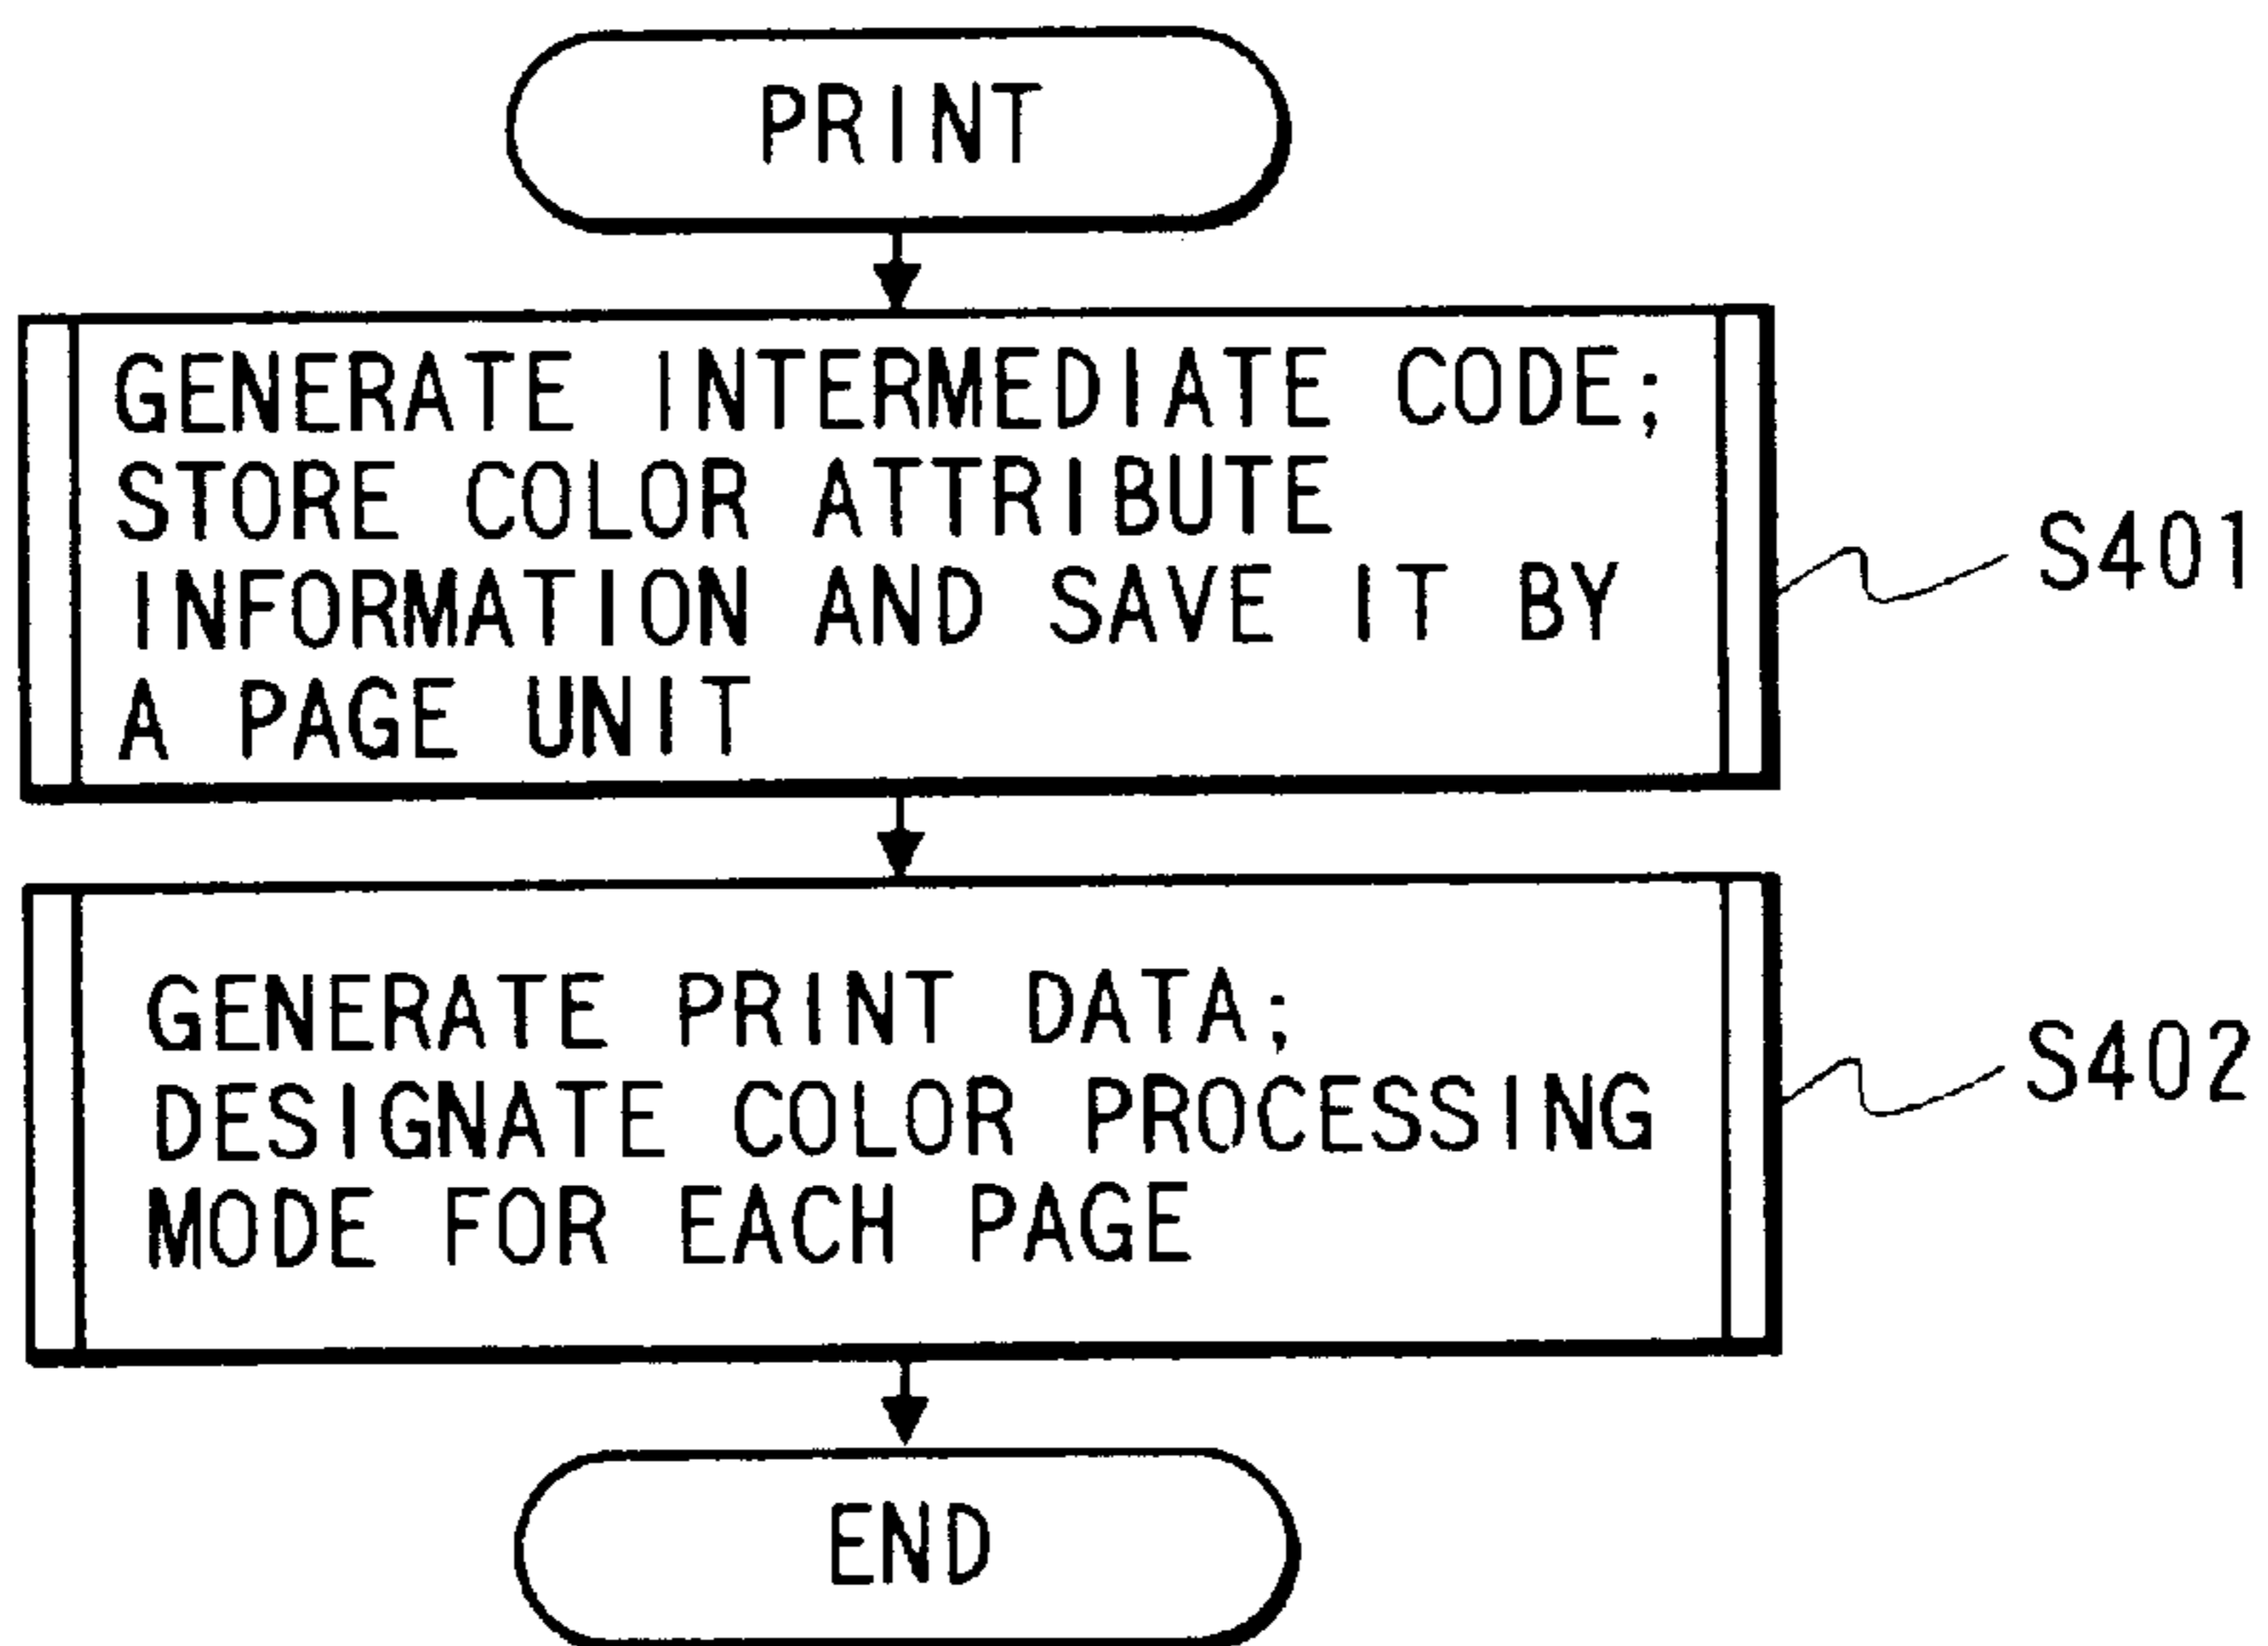 PRINT
GENERATE INTERMEDIATE CODE;
STORE COLOR ATTRIBUTE
INFORMATION AND SAVE IT BY
A PAGE UNIT
S401
GENERATE PRINT DATA;
DESIGNATE COLOR PROCESSING
MODE FOR EACH PAGE
S402
END